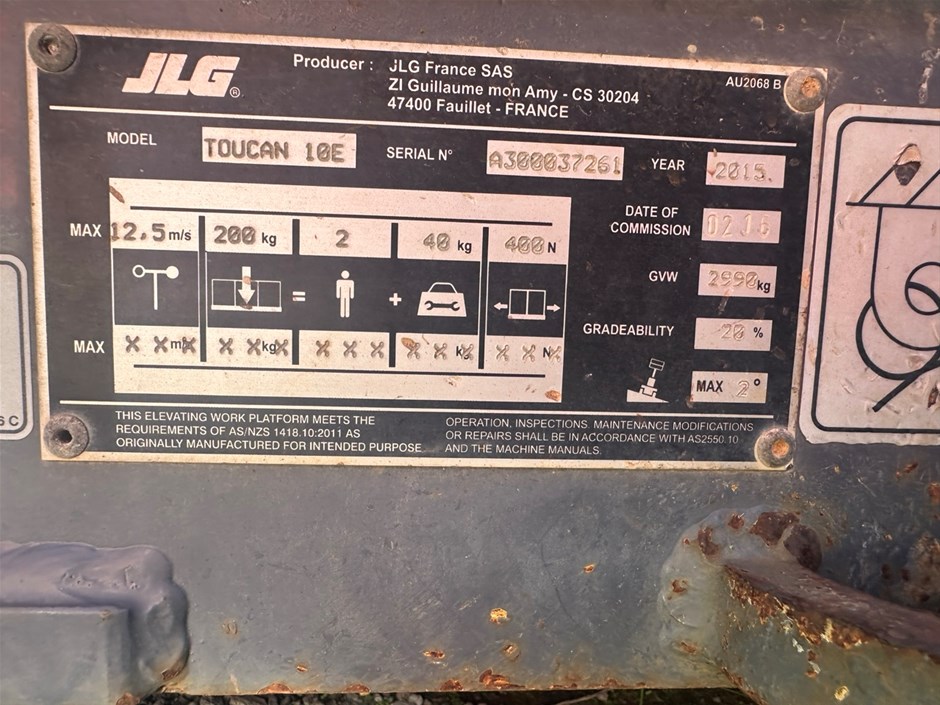 JLG®
Producer : JLG France SAS
ZI Guillaume mon Amy - CS 30204
47400 Fauillet - FRANCE
AU2068 B
MODEL TOUCAN 10E SERIAL N° A300037261 YEAR 2015.
MAX 12.5 m/s 200 kg 2 40 kg 400 N
= +
MAX X X m/s X X X kg X X X X X X kg X X X N X
DATE OF
COMMISSION
GVW 2990 kg
GRADEABILITY 20 %
MAX 2°
THIS ELEVATING WORK PLATFORM MEETS THE
REQUIREMENTS OF AS/NZS 1418.10:2011 AS
ORIGINALLY MANUFACTURED FOR INTENDED PURPOSE
OPERATION, INSPECTIONS. MAINTENANCE MODIFICATIONS
OR REPAIRS SHALL BE IN ACCORDANCE WITH AS2550.10
AND THE MACHINE MANUALS.